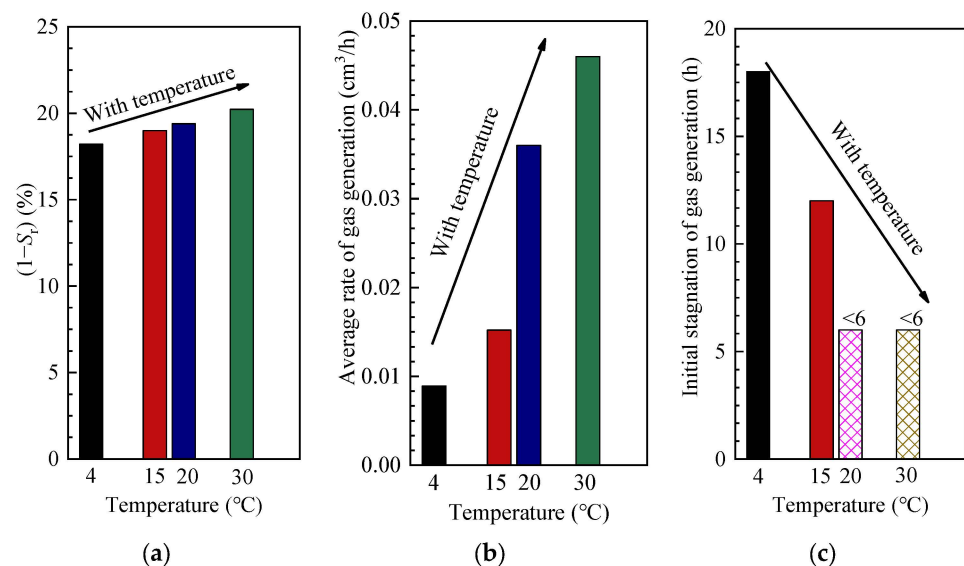 25
20
15
10
5
0
(1−Sr) (%)
With temperature
4 15 20 30
Temperature (℃)
(a)
0.05
0.04
0.03
0.02
0.01
0.00
Average rate of gas generation (cm³/h)
With temperature
4 15 20 30
Temperature (℃)
(b)
20
15
10
5
0
Initial stagnation of gas generation (h)
With temperature
<6 <6
4 15 20 30
Temperature (℃)
(c)